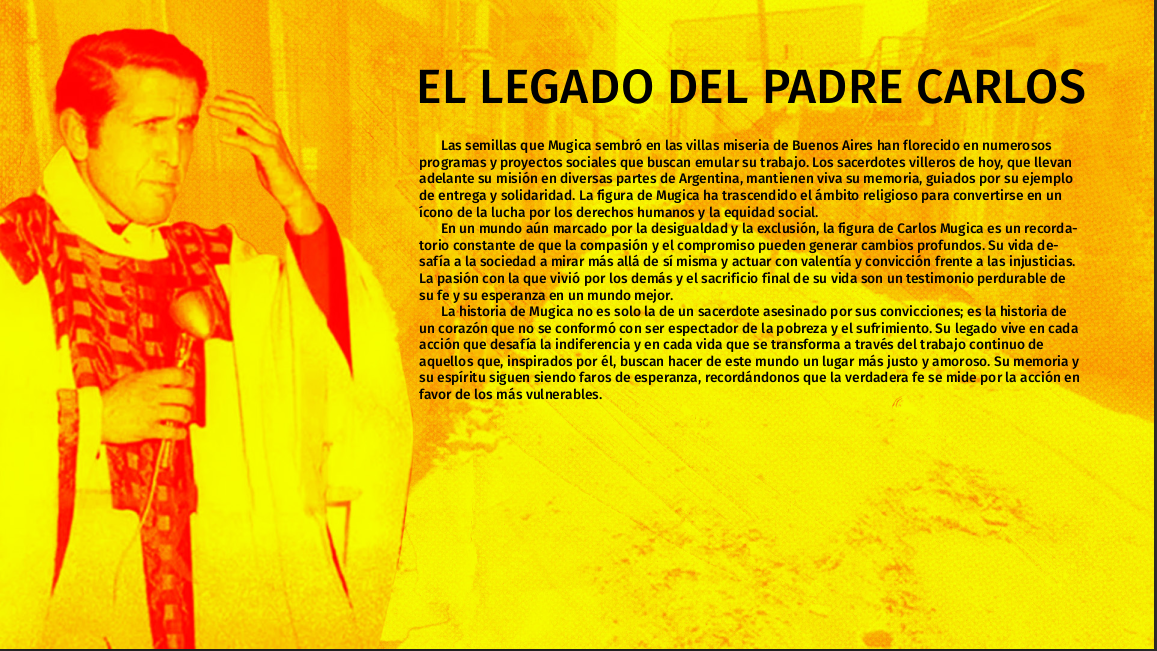 EL LEGADO DEL PADRE CARLOS
Las semillas que Mugica sembró en las villas miseria de Buenos Aires han florecido en numerosos
programas y proyectos sociales que buscan emular su trabajo. Los sacerdotes villeros de hoy, que llevan
adelante su misión en diversas partes de Argentina, mantienen viva su memoria, guiados por su ejemplo
de entrega y solidaridad. La figura de Mugica ha trascendido el ámbito religioso para convertirse en un
ícono de la lucha por los derechos humanos y la equidad social.
En un mundo aún marcado por la desigualdad y la exclusión, la figura de Carlos Mugica es un recorda-
torio constante de que la compasión y el compromiso pueden generar cambios profundos. Su vida de-
safía a la sociedad a mirar más allá de sí misma y actuar con valentía y convicción frente a las injusticias.
La pasión con la que vivió por los demás y el sacrificio final de su vida son un testimonio perdurable de
su fe y su esperanza en un mundo mejor.
La historia de Mugica no es solo la de un sacerdote asesinado por sus convicciones; es la historia de
un corazón que no se conformó con ser espectador de la pobreza y el sufrimiento. Su legado vive en cada
acción que desafía la indiferencia y en cada vida que se transforma a través del trabajo continuo de
aquellos que, inspirados por él, buscan hacer de este mundo un lugar más justo y amoroso. Su memoria y
su espíritu siguen siendo faros de esperanza, recordándonos que la verdadera fe se mide por la acción en
favor de los más vulnerables.